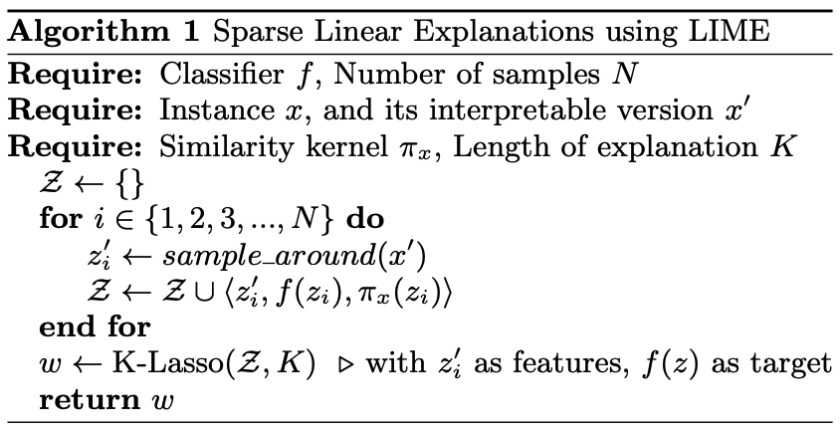 Algorithm 1 Sparse Linear Explanations using LIME
Require: Classifier f, Number of samples N
Require: Instance x, and its interpretable version x′
Require: Similarity kernel πₓ, Length of explanation K
𝒵 ← {}
for i ∈ {1, 2, 3, ..., N} do
z′ᵢ ← sample_around(x′)
𝒵 ← 𝒵 ∪ ⟨z′ᵢ, f(zᵢ), πₓ(zᵢ)⟩
end for
w ← K-Lasso(𝒵, K) ▷ with z′ᵢ as features, f(z) as target
return w